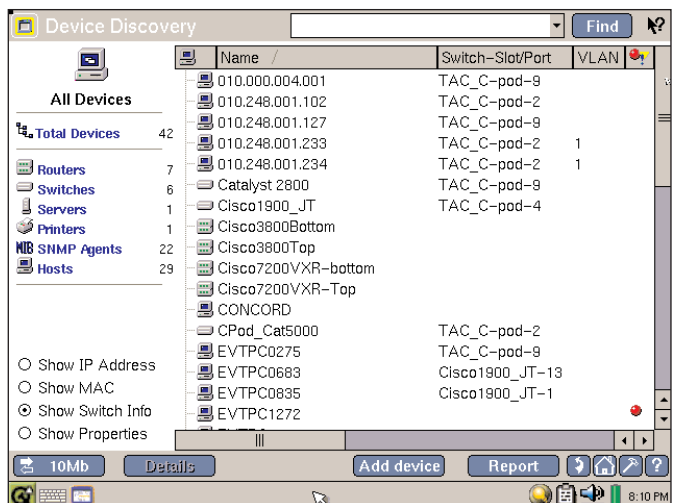 Device Discovery
Find
All Devices
Total Devices 42
Routers 7
Switches 6
Servers 1
Printers 1
MIB SNMP Agents 22
Hosts 29
Show IP Address
Show MAC
Show Switch Info
Show Properties
Name / Switch-Slot/Port VLAN
010.000.004.001 TAC_C-pod-9
010.248.001.102 TAC_C-pod-2
010.248.001.127 TAC_C-pod-9
010.248.001.233 TAC_C-pod-2 1
010.248.001.234 TAC_C-pod-2 1
Catalyst 2800 TAC_C-pod-9
Cisco1900_JT TAC_C-pod-4
Cisco3800Bottom
Cisco3800Top
Cisco7200VXR-bottom
Cisco7200VXR-Top
CONCORD
CPod_Cat5000 TAC_C-pod-2
EVTPC0275 TAC_C-pod-9
EVTPC0683 Cisco1900_JT-13
EVTPC0835 Cisco1900_JT-1
EVTPC1272
10Mb Details Add device Report ?
8:10 PM